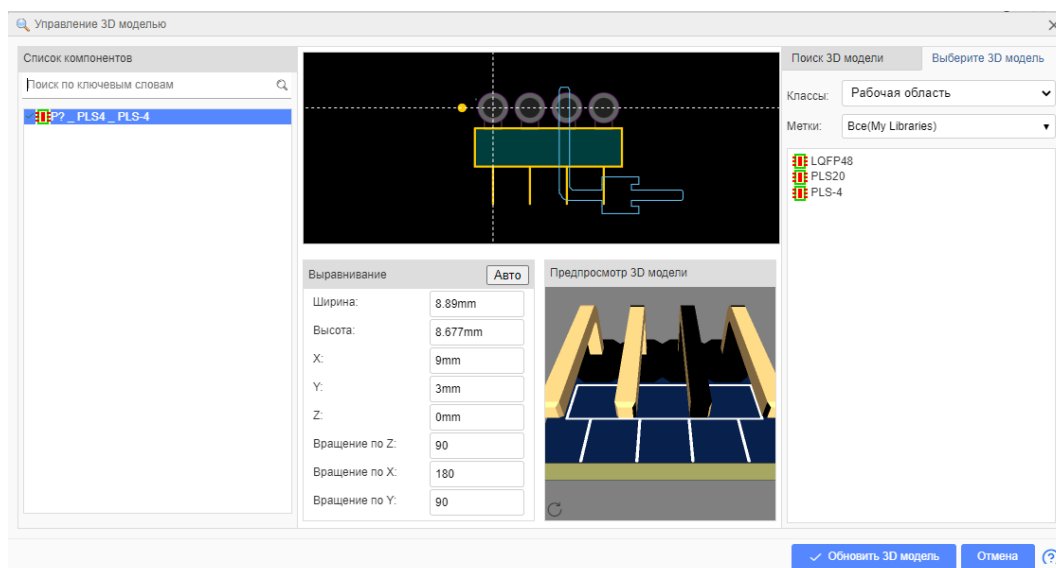 Управление 3D моделью
Список компонентов
Поиск по ключевым словам
P? _ PLS4 _ PLS-4
Выравнивание
Авто
Ширина: 8.89mm
Высота: 8.677mm
X: 9mm
Y: 3mm
Z: 0mm
Вращение по Z: 90
Вращение по X: 180
Вращение по Y: 90
Предпросмотр 3D модели
Поиск 3D модели
Выберите 3D модель
Классы: Рабочая область
Метки: Все(My Libraries)
LQFP48
PLS20
PLS-4
Обновить 3D модель
Отмена